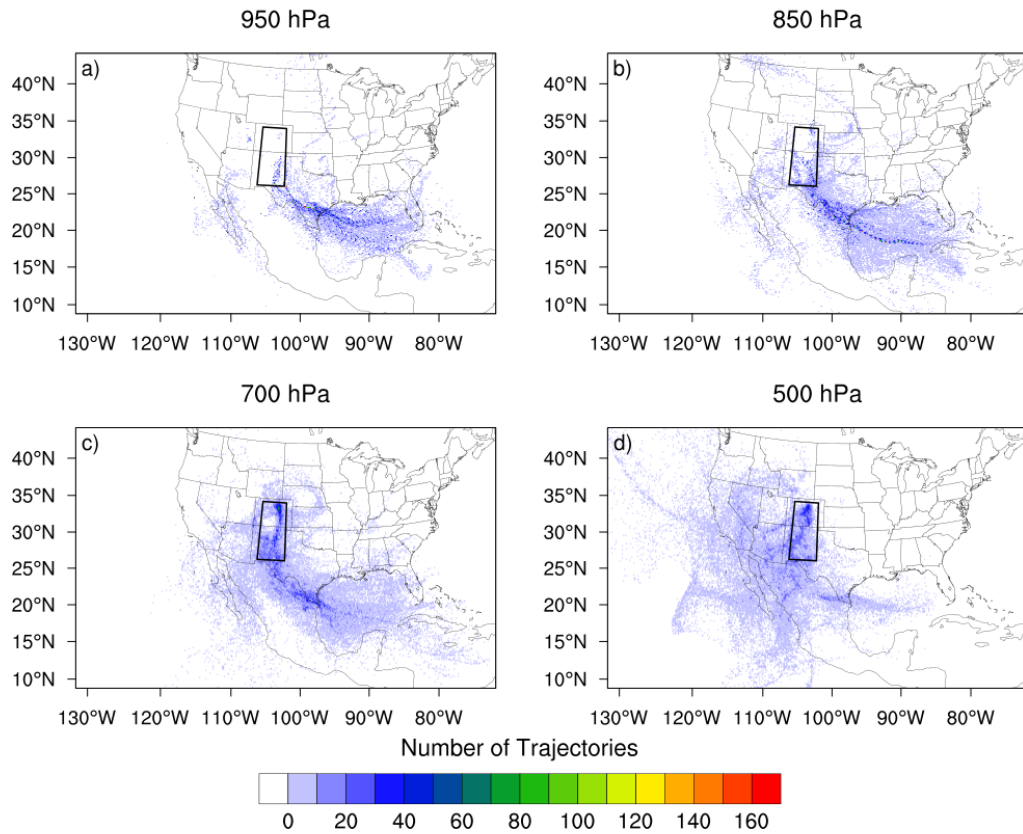 950 hPa
850 hPa
a)
b)
40°N
35°N
30°N
25°N
20°N
15°N
10°N
40°N
35°N
30°N
25°N
20°N
15°N
10°N
130°W 120°W 110°W 100°W 90°W 80°W
130°W 120°W 110°W 100°W 90°W 80°W
700 hPa
500 hPa
c)
d)
40°N
35°N
30°N
25°N
20°N
15°N
10°N
40°N
35°N
30°N
25°N
20°N
15°N
10°N
130°W 120°W 110°W 100°W 90°W 80°W
130°W 120°W 110°W 100°W 90°W 80°W
Number of Trajectories
0 20 40 60 80 100 120 140 160